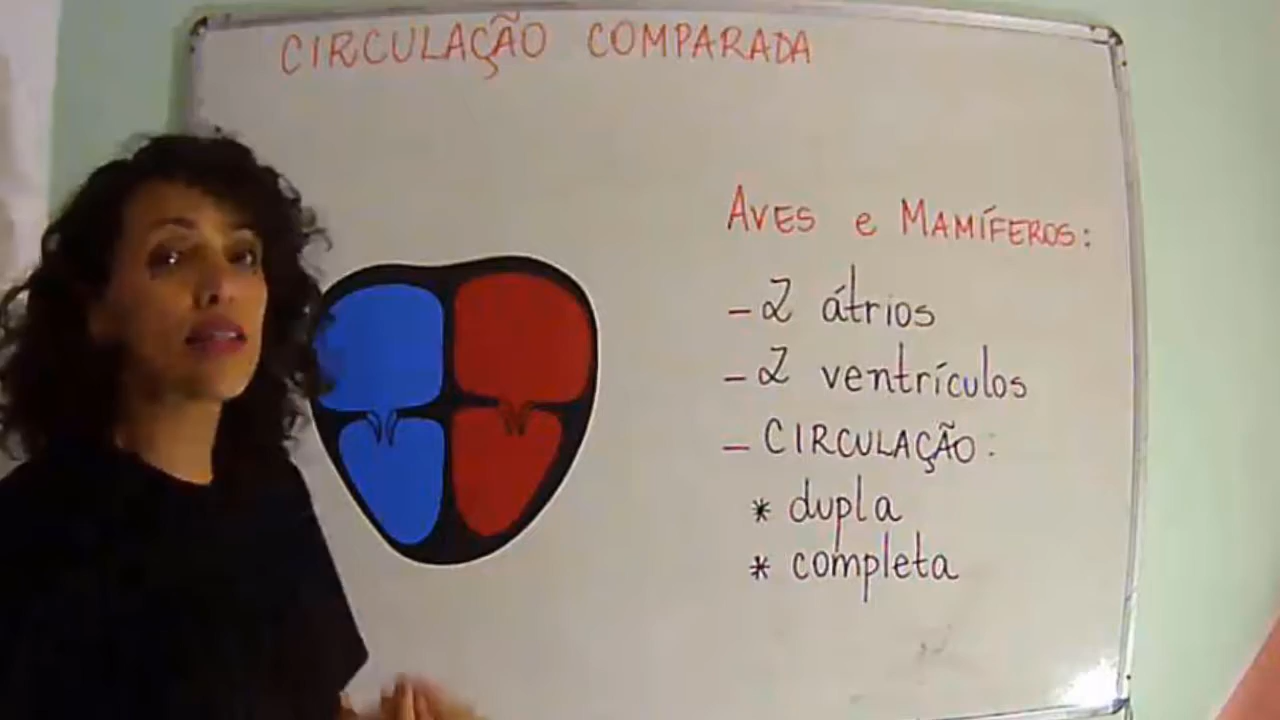 CIRCULAÇÃO COMPARADA
AVES e MAMÍFEROS:
- 2 átrios
- 2 ventrículos
- CIRCULAÇÃO:
* dupla
* completa